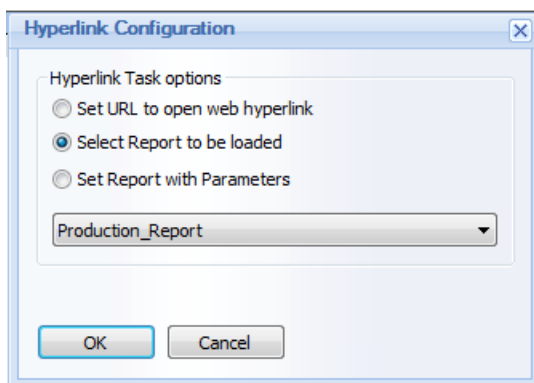 Hyperlink Configuration
Hyperlink Task options
Set URL to open web hyperlink
Select Report to be loaded
Set Report with Parameters
Production_Report
OK Cancel